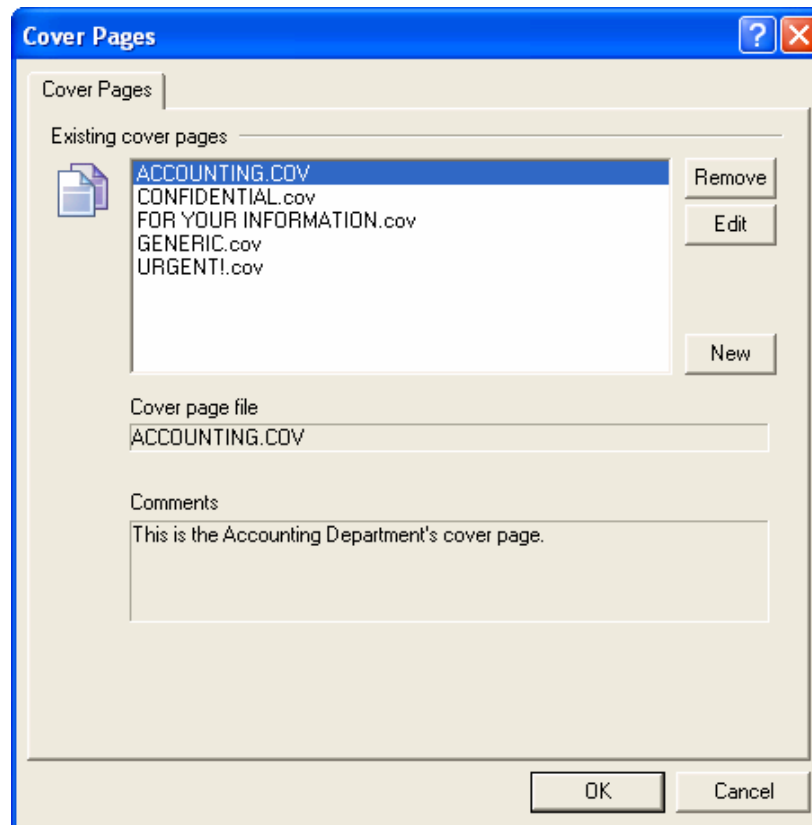 Cover Pages
Cover Pages
Existing cover pages
ACCOUNTING.COV
Remove
CONFIDENTIAL.cov
FOR YOUR INFORMATION.cov
Edit
GENERIC.cov
URGENT!.cov
New
Cover page file
ACCOUNTING.COV
Comments
This is the Accounting Department's cover page.
OK
Cancel